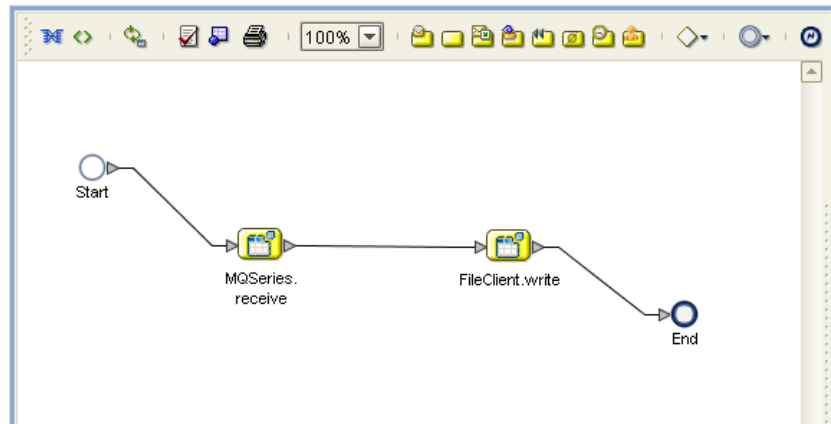 100%
Start
MQSeries.
receive
FileClient.write
End